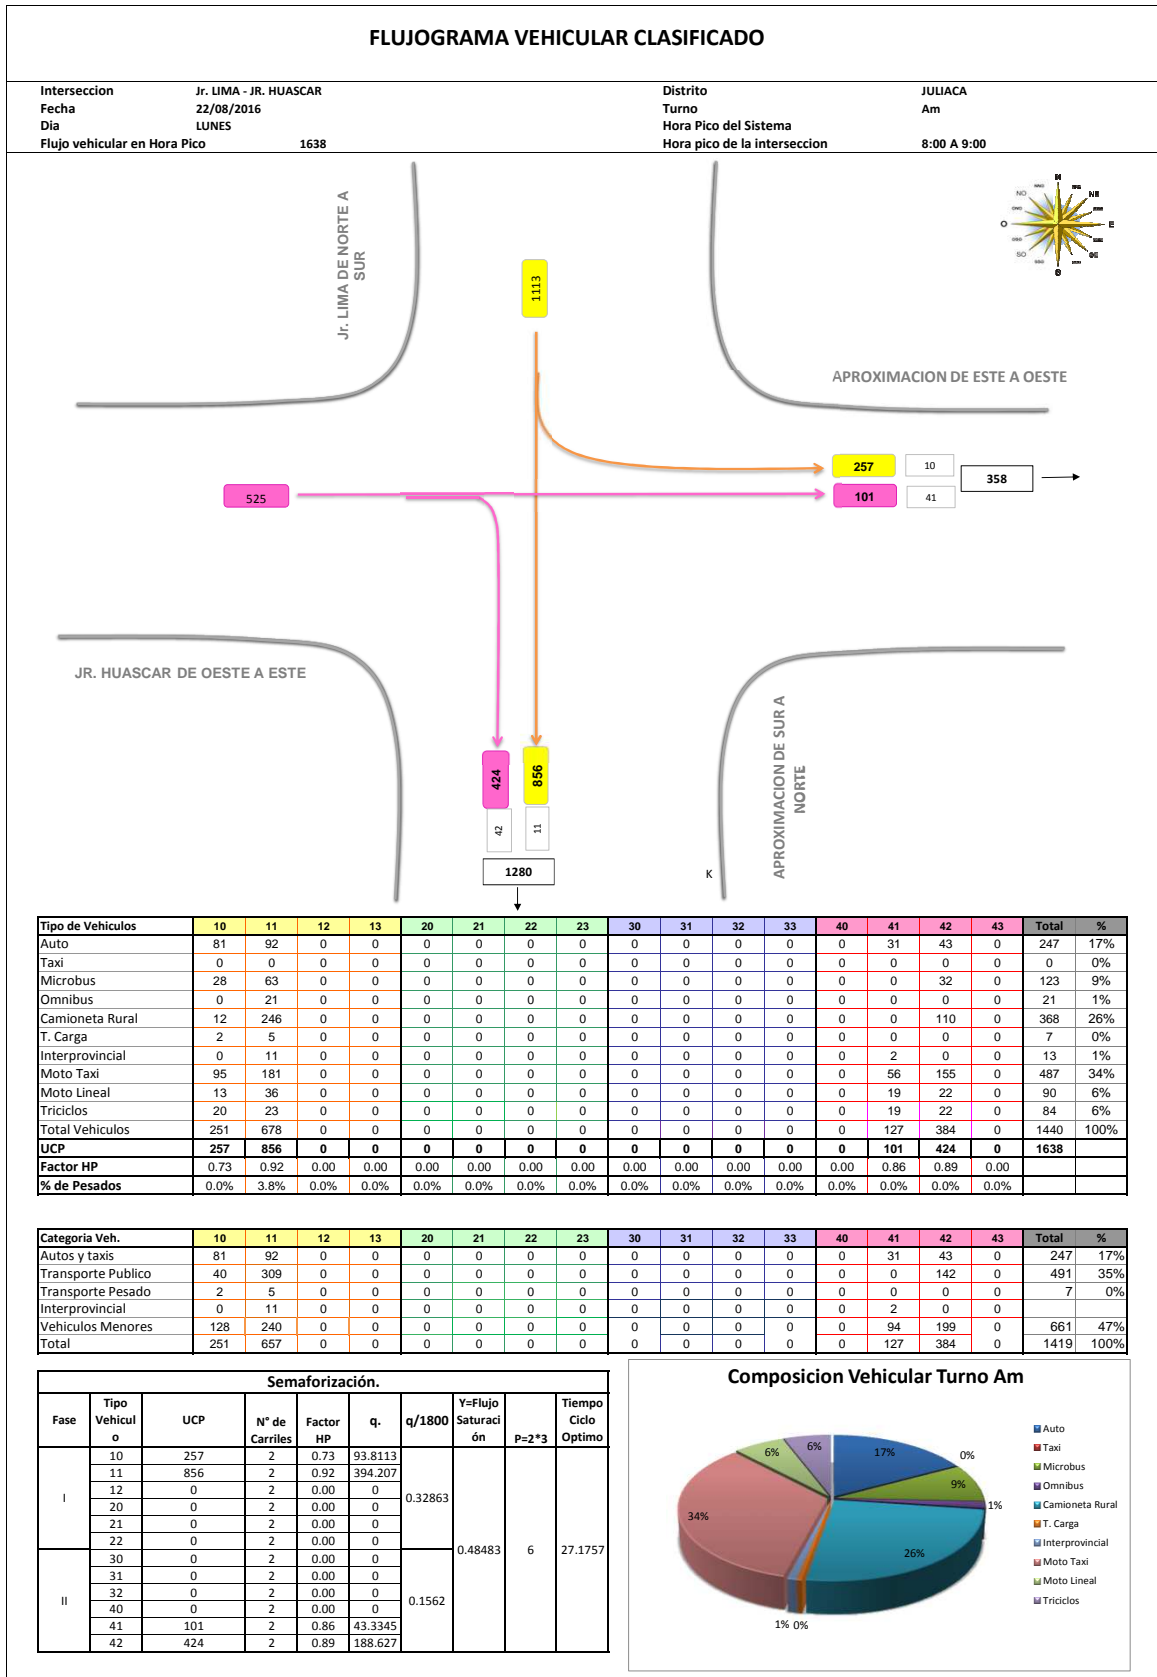 FLUJOGRAMA VEHICULAR CLASIFICADO
Interseccion Jr. LIMA - JR. HUASCAR Distrito JULIACA
Fecha 22/08/2016 Turno Am
Dia LUNES Hora Pico del Sistema
Flujo vehicular en Hora Pico 1638 Hora pico de la interseccion 8:00 A 9:00
Jr. LIMA DE NORTE A
SUR
1113
N
NO
NE
O
E
SO
SE
S
APROXIMACION DE ESTE A OESTE
257 10
358
525
101 41
JR. HUASCAR DE OESTE A ESTE
APROXIMACION DE SUR A
NORTE
424 856
42 11
1280
K
Tipo de Vehiculos 10 11 12 13 20 21 22 23 30 31 32 33 40 41 42 43 Total %
Auto 81 92 0 0 0 0 0 0 0 0 0 0 0 31 43 0 247 17%
Taxi 0 0 0 0 0 0 0 0 0 0 0 0 0 0 0 0 0 0%
Microbus 28 63 0 0 0 0 0 0 0 0 0 0 0 0 32 0 123 9%
Omnibus 0 21 0 0 0 0 0 0 0 0 0 0 0 0 0 0 21 1%
Camioneta Rural 12 246 0 0 0 0 0 0 0 0 0 0 0 0 110 0 368 26%
T. Carga 2 5 0 0 0 0 0 0 0 0 0 0 0 0 0 0 7 0%
Interprovincial 0 11 0 0 0 0 0 0 0 0 0 0 0 2 0 0 13 1%
Moto Taxi 95 181 0 0 0 0 0 0 0 0 0 0 0 56 155 0 487 34%
Moto Lineal 13 36 0 0 0 0 0 0 0 0 0 0 0 19 22 0 90 6%
Triciclos 20 23 0 0 0 0 0 0 0 0 0 0 0 19 22 0 84 6%
Total Vehiculos 251 678 0 0 0 0 0 0 0 0 0 0 0 127 384 0 1440 100%
UCP 257 856 0 0 0 0 0 0 0 0 0 0 0 101 424 0 1638
Factor HP 0.73 0.92 0.00 0.00 0.00 0.00 0.00 0.00 0.00 0.00 0.00 0.00 0.00 0.86 0.89 0.00
% de Pesados 0.0% 3.8% 0.0% 0.0% 0.0% 0.0% 0.0% 0.0% 0.0% 0.0% 0.0% 0.0% 0.0% 0.0% 0.0% 0.0%
Categoria Veh. 10 11 12 13 20 21 22 23 30 31 32 33 40 41 42 43 Total %
Autos y taxis 81 92 0 0 0 0 0 0 0 0 0 0 0 31 43 0 247 17%
Transporte Publico 40 309 0 0 0 0 0 0 0 0 0 0 0 0 142 0 491 35%
Transporte Pesado 2 5 0 0 0 0 0 0 0 0 0 0 0 0 0 0 7 0%
Interprovincial 0 11 0 0 0 0 0 0 0 0 0 0 0 2 0 0
Vehiculos Menores 128 240 0 0 0 0 0 0 0 0 0 0 0 94 199 0 661 47%
Total 251 657 0 0 0 0 0 0 0 0 0 0 0 127 384 0 1419 100%
Semaforización.
Fase Tipo Vehicul o UCP N° de Carriles Factor HP q. q/1800 Y=Flujo Saturaci ón P=2*3 Tiempo Ciclo Optimo
10 257 2 0.73 93.8113
11 856 2 0.92 394.207
12 0 2 0.00 0
I 0.32863
20 0 2 0.00 0
21 0 2 0.00 0
22 0 2 0.00 0
0.48483 6 27.1757
30 0 2 0.00 0
31 0 2 0.00 0
32 0 2 0.00 0
II 0.1562
40 0 2 0.00 0
41 101 2 0.86 43.3345
42 424 2 0.89 188.627
Composicion Vehicular Turno Am
17%
0%
9%
1%
26%
0%
1%
34%
6%
6%
Auto
Taxi
Microbus
Omnibus
Camioneta Rural
T. Carga
Interprovincial
Moto Taxi
Moto Lineal
Triciclos